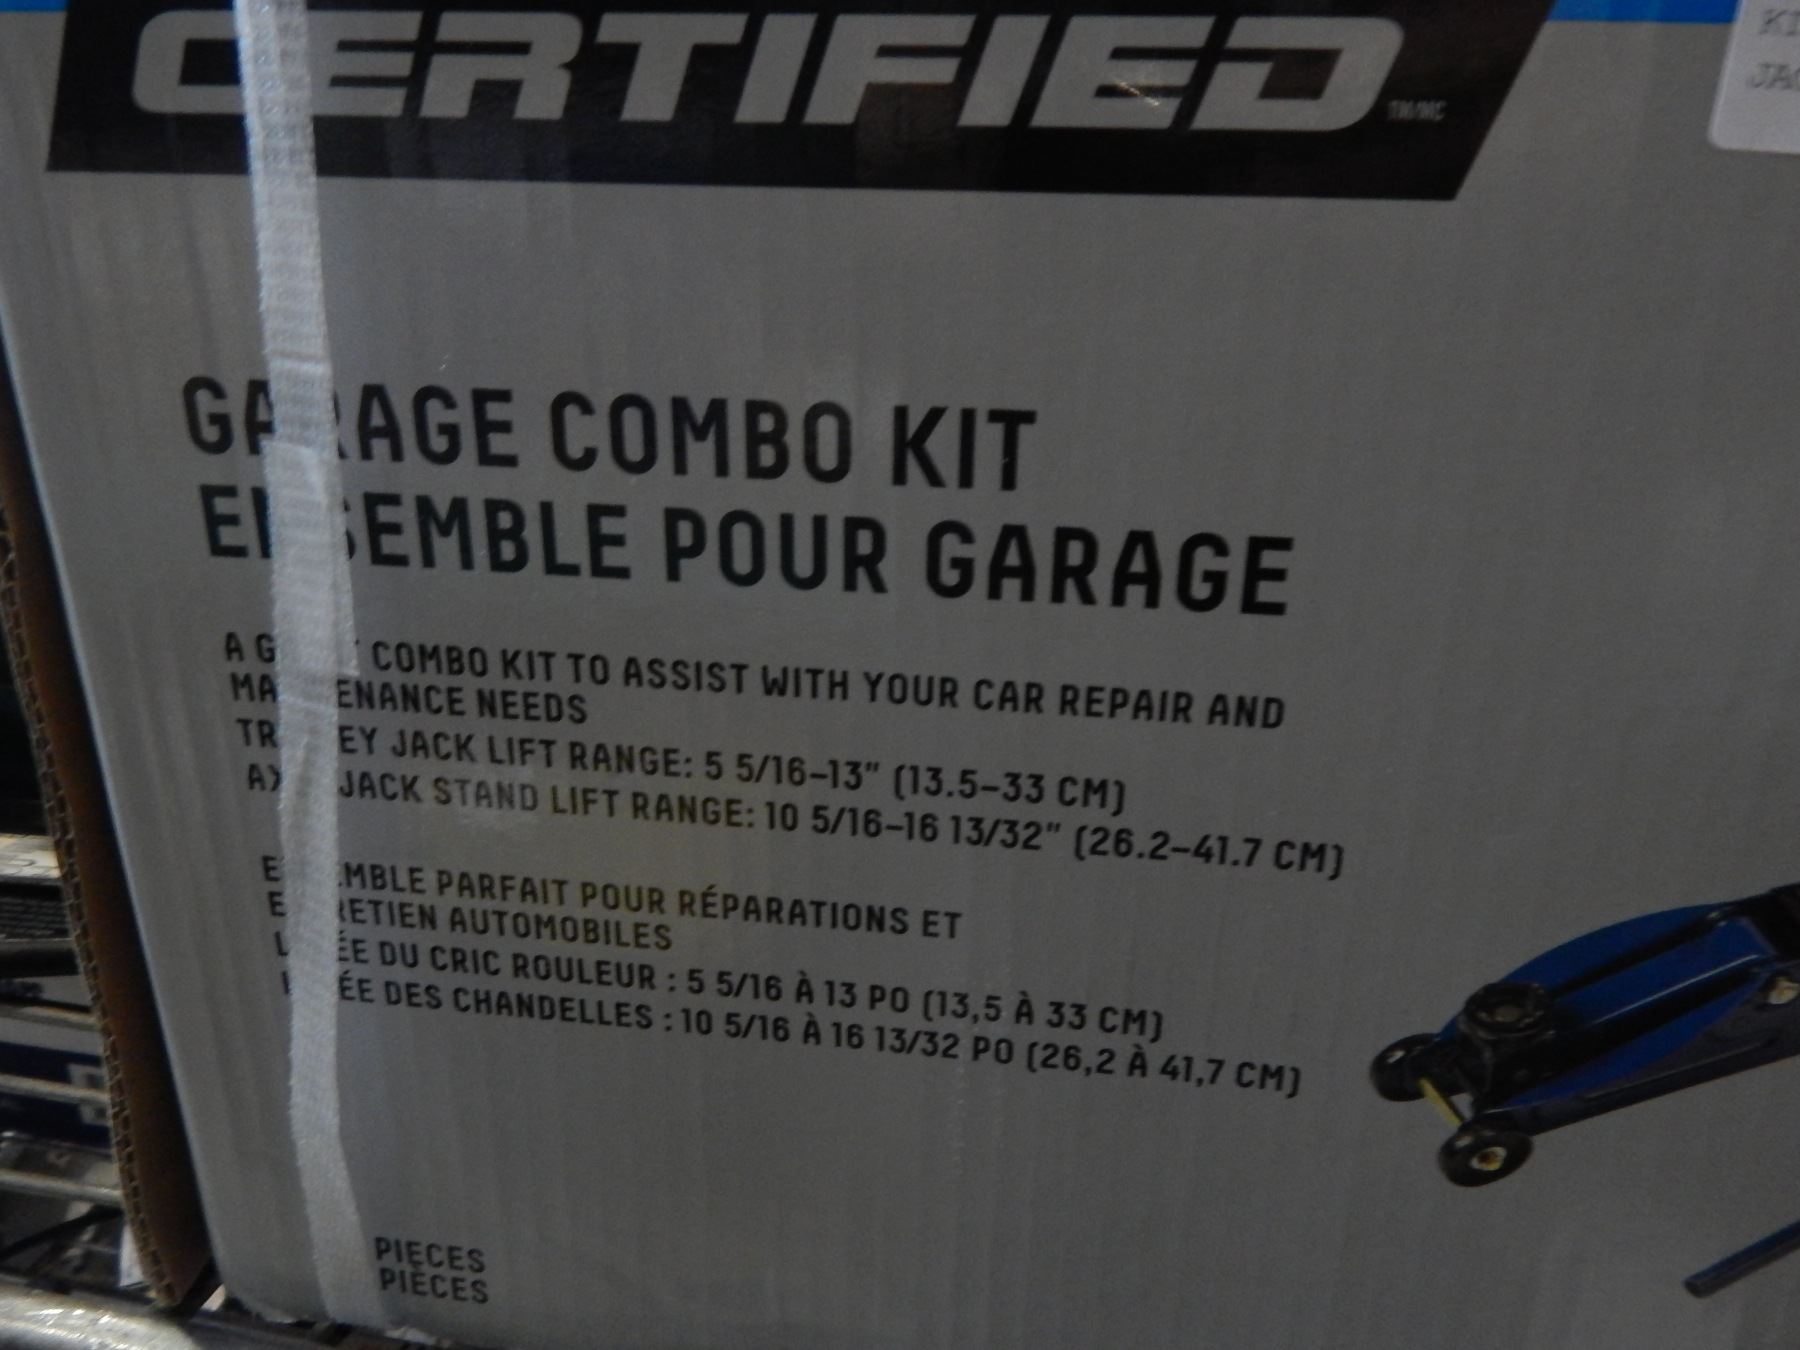 CERTIFIED TM/MC
GARAGE COMBO KIT
ENSEMBLE POUR GARAGE
A G T COMBO KIT TO ASSIST WITH YOUR CAR REPAIR AND
MA ENANCE NEEDS
TR EY JACK LIFT RANGE: 5 5/16–13" (13.5–33 CM)
AX JACK STAND LIFT RANGE: 10 5/16–16 13/32" (26.2–41.7 CM)
E EMBLE PARFAIT POUR RÉPARATIONS ET
E RETIEN AUTOMOBILES
L ÉE DU CRIC ROULEUR : 5 5/16 À 13 PO (13,5 À 33 CM)
L ÉE DES CHANDELLES : 10 5/16 À 16 13/32 PO (26,2 À 41,7 CM)
PIECES
PIÈCES